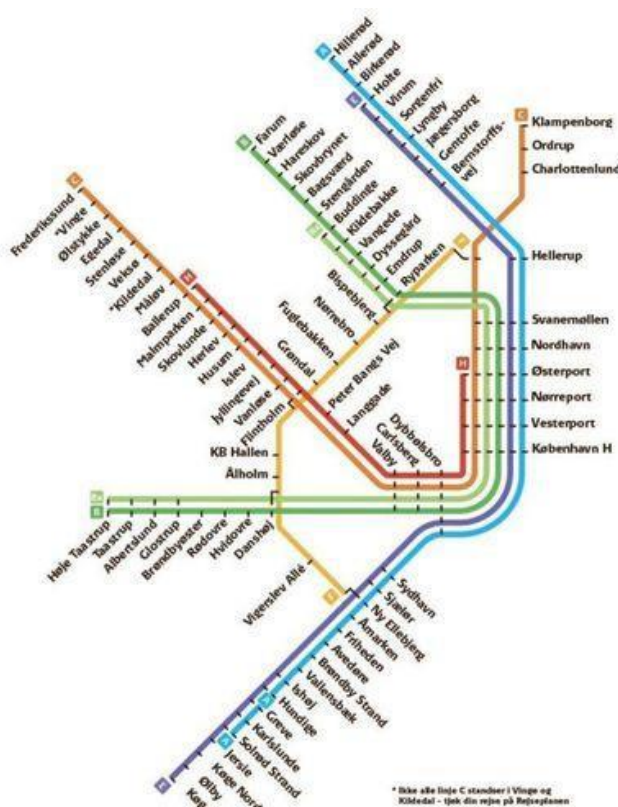 Hillerød
Allerød
Birkerød
Holte
Virum
Sorgenfri
Lyngby
Jægersborg
Gentofte
Bernstorffs-
vej
C
Klampenborg
Ordrup
Charlottenlund
Hellerup
Svanemøllen
Nordhavn
H
Østerport
Nørreport
Vesterport
København H
Farum
Værløse
Hareskov
Skovbrynet
Bagsværd
Stengården
Buddinge
Kildebakke
Vangede
Dyssegård
Emdrup
Ryparken
Bispebjerg
Nørrebro
Fuglebakken
Grøndal
C
Frederikssund
*Vinge
Ølstykke
Egedal
Stenløse
Veksø
*Kildedal
Måløv
H
Ballerup
Malmparken
Skovlunde
Herlev
Husum
Islev
Jyllingevej
Vanløse
Flintholm
Peter Bangs Vej
Langgade
Valby
Carlsberg
Dybbølsbro
KB Hallen
Ålholm
B
Høje Taastrup
Taastrup
Albertslund
Glostrup
Brøndbyøster
Rødovre
Hvidovre
Danshøj
Vigerslev Allé
Sydhavn
Sjælør
Ny Ellebjerg
Åmarken
Friheden
Avedøre
Brøndby Strand
Vallensbæk
Ishøj
Hundige
Greve
Karlslunde
Solrød Strand
Jersie
Køge Nord
Ølby
Køg
* Ikke alle linje C standser i Vinge og
Kildedal - tjek din rejse på Rejseplanen